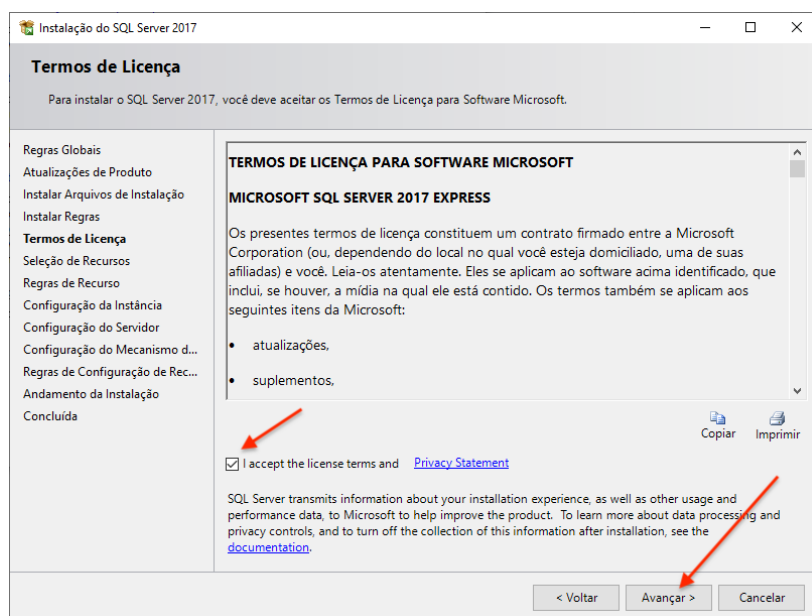 Instalação do SQL Server 2017
Termos de Licença
Para instalar o SQL Server 2017, você deve aceitar os Termos de Licença para Software Microsoft.
Regras Globais
Atualizações de Produto
Instalar Arquivos de Instalação
Instalar Regras
Termos de Licença
Seleção de Recursos
Regras de Recurso
Configuração da Instância
Configuração do Servidor
Configuração do Mecanismo d...
Regras de Configuração de Rec...
Andamento da Instalação
Concluída
TERMOS DE LICENÇA PARA SOFTWARE MICROSOFT
MICROSOFT SQL SERVER 2017 EXPRESS
Os presentes termos de licença constituem um contrato firmado entre a Microsoft
Corporation (ou, dependendo do local no qual você esteja domiciliado, uma de suas
afiliadas) e você. Leia-os atentamente. Eles se aplicam ao software acima identificado, que
inclui, se houver, a mídia na qual ele está contido. Os termos também se aplicam aos
seguintes itens da Microsoft:
• atualizações,
• suplementos,
Copiar Imprimir
I accept the license terms and Privacy Statement
SQL Server transmits information about your installation experience, as well as other usage and
performance data, to Microsoft to help improve the product. To learn more about data processing and
privacy controls, and to turn off the collection of this information after installation, see the
documentation.
< Voltar Avançar > Cancelar